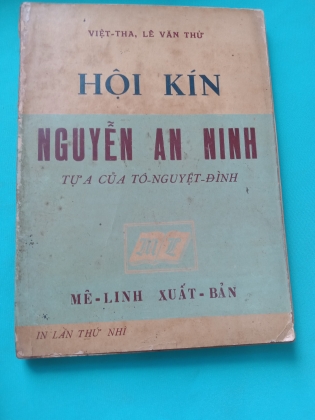 VIỆT-THA, LÊ VĂN THỬ
HỘI KÍN
NGUYỄN AN NINH
TỰA CỦA TÔ-NGUYỆT-ĐÌNH
MÊ-LINH XUẤT-BẢN
IN LẦN THỨ NHÌ